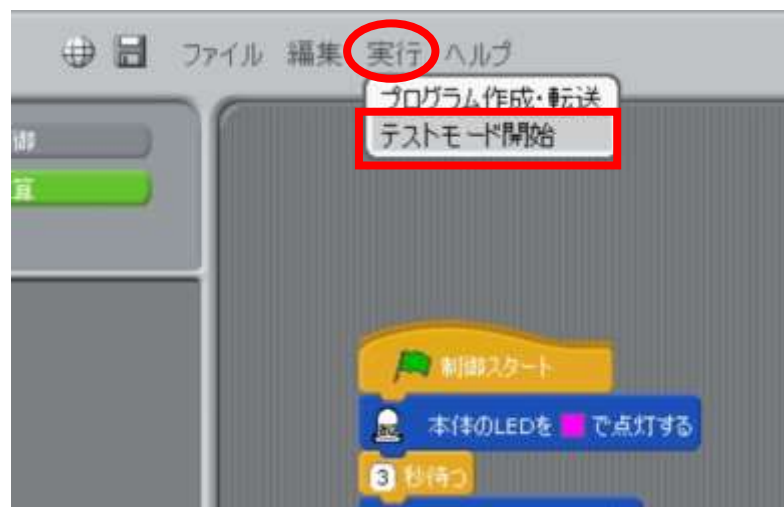 ファイル 編集 実行 ヘルプ
プログラム作成・転送
テストモード開始
御
算
制御スタート
本体のLEDを で点灯する
3 秒待つ